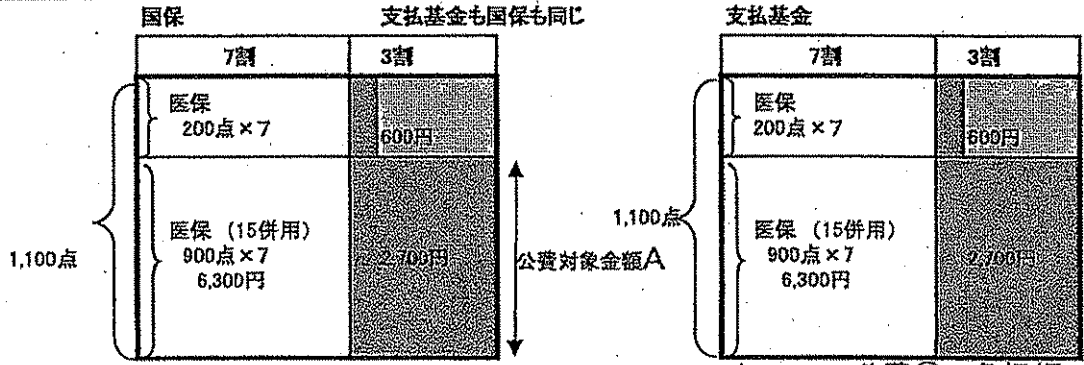 国保
支払基金も国保も同じ
支払基金
7割
3割
医保
200点×7
600円
1,100点
医保（15併用）
900点×7
6,300円
2,700円
公費対象金額A
7割
3割
医保
200点×7
600円
1,100点
医保（15併用）
900点×7
6,300円
2,700円